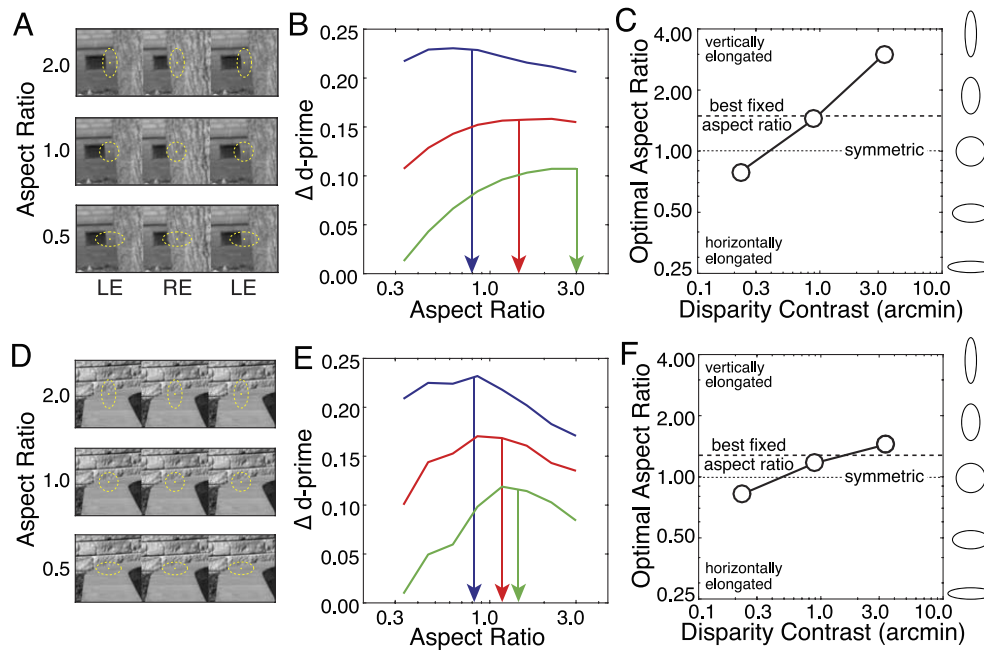 A
Aspect Ratio
2.0
1.0
0.5
LE RE LE
B
Δ d-prime
0.25
0.20
0.15
0.10
0.05
0.00
0.3 1.0 3.0
Aspect Ratio
C
Optimal Aspect Ratio
4.00
2.00
1.00
0.50
0.25
vertically
elongated
best fixed
aspect ratio
symmetric
horizontally
elongated
0.1 0.3 1.0 3.0 10.0
Disparity Contrast (arcmin)
D
Aspect Ratio
2.0
1.0
0.5
E
Δ d-prime
0.25
0.20
0.15
0.10
0.05
0.00
0.3 1.0 3.0
Aspect Ratio
F
Optimal Aspect Ratio
4.00
2.00
1.00
0.50
0.25
vertically
elongated
best fixed
aspect ratio
symmetric
horizontally
elongated
0.1 0.3 1.0 3.0 10.0
Disparity Contrast (arcmin)